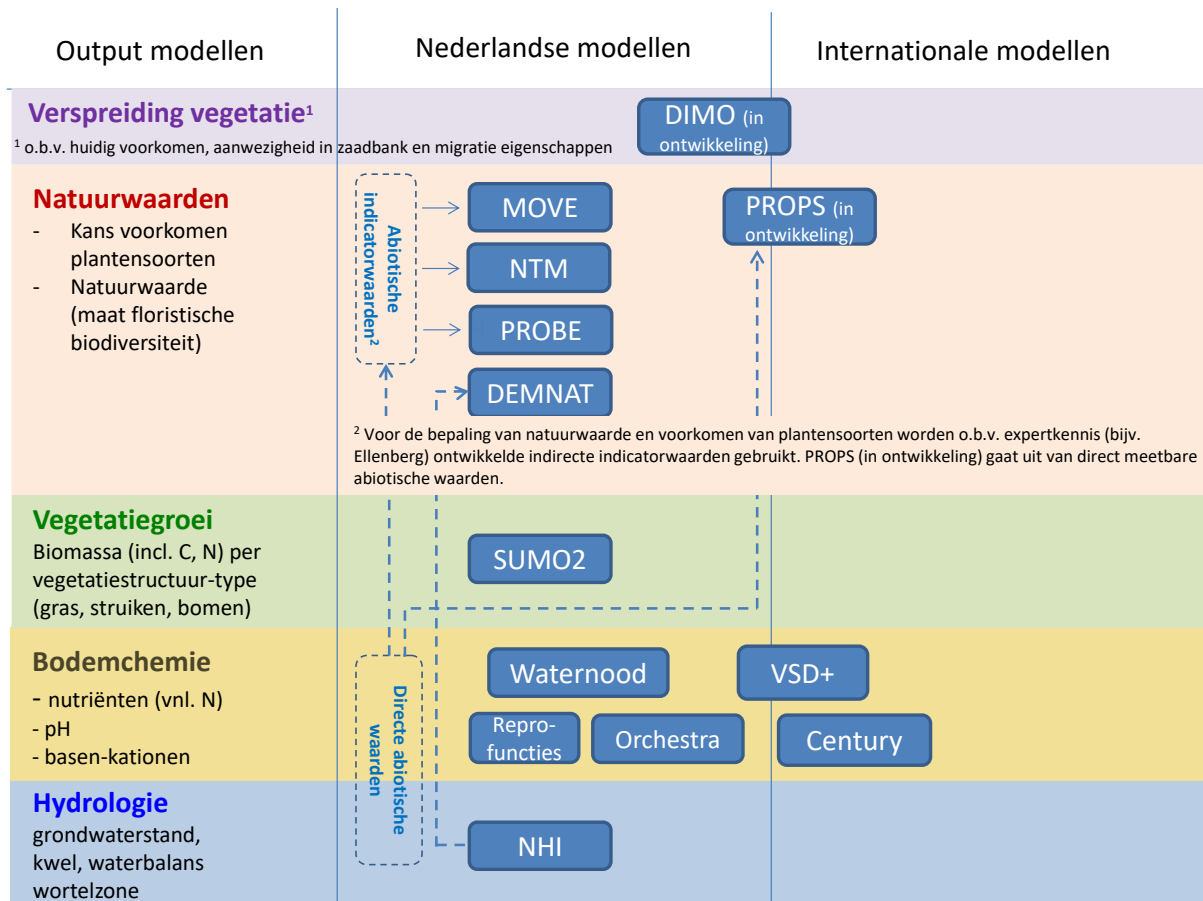 Output modellen
Nederlandse modellen
Internationale modellen
Verspreiding vegetatie¹
¹ o.b.v. huidig voorkomen, aanwezigheid in zaadbank en migratie eigenschappen
DIMO (in
ontwikkeling)
Natuurwaarden
- Kans voorkomen
plantensoorten
- Natuurwaarde
(maat floristische
biodiversiteit)
Abiotische
indicatorwaarden²
MOVE
NTM
PROBE
DEMNAT
PROPS (in
ontwikkeling)
² Voor de bepaling van natuurwaarde en voorkomen van plantensoorten worden o.b.v. expertkennis (bijv.
Ellenberg) ontwikkelde indirecte indicatorwaarden gebruikt. PROPS (in ontwikkeling) gaat uit van direct meetbare
abiotische waarden.
Vegetatiegroei
Biomassa (incl. C, N) per
vegetatiestructuur-type
(gras, struiken, bomen)
SUMO2
Bodemchemie
- nutriënten (vnl. N)
- pH
- basen-kationen
Directe abiotische
waarden
Waternood
VSD+
Repro-
functies
Orchestra
Century
Hydrologie
grondwaterstand,
kwel, waterbalans
wortelzone
NHI